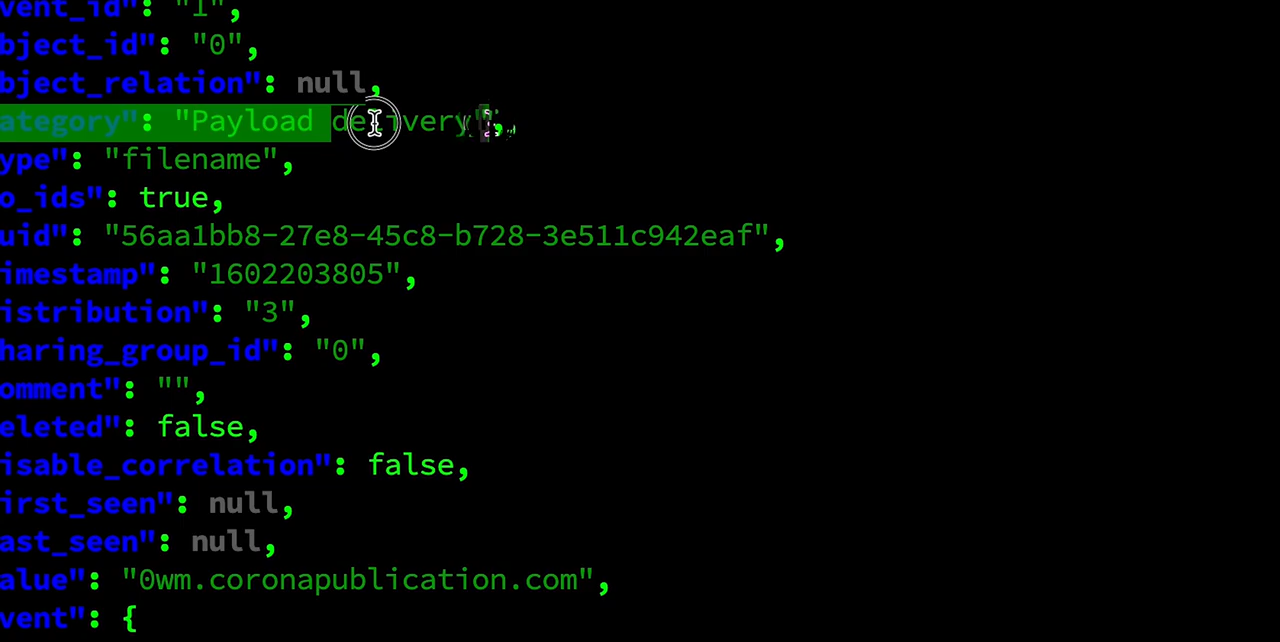 vent_id": "1",
bject_id": "0",
bject_relation": null,
ategory": "Payload delivery",
ype": "filename",
o_ids": true,
uid": "56aa1bb8-27e8-45c8-b728-3e511c942eaf",
imestamp": "1602203805",
istribution": "3",
haring_group_id": "0",
omment": "",
eleted": false,
isable_correlation": false,
irst_seen": null,
ast_seen": null,
alue": "0wm.coronapublication.com",
vent": {